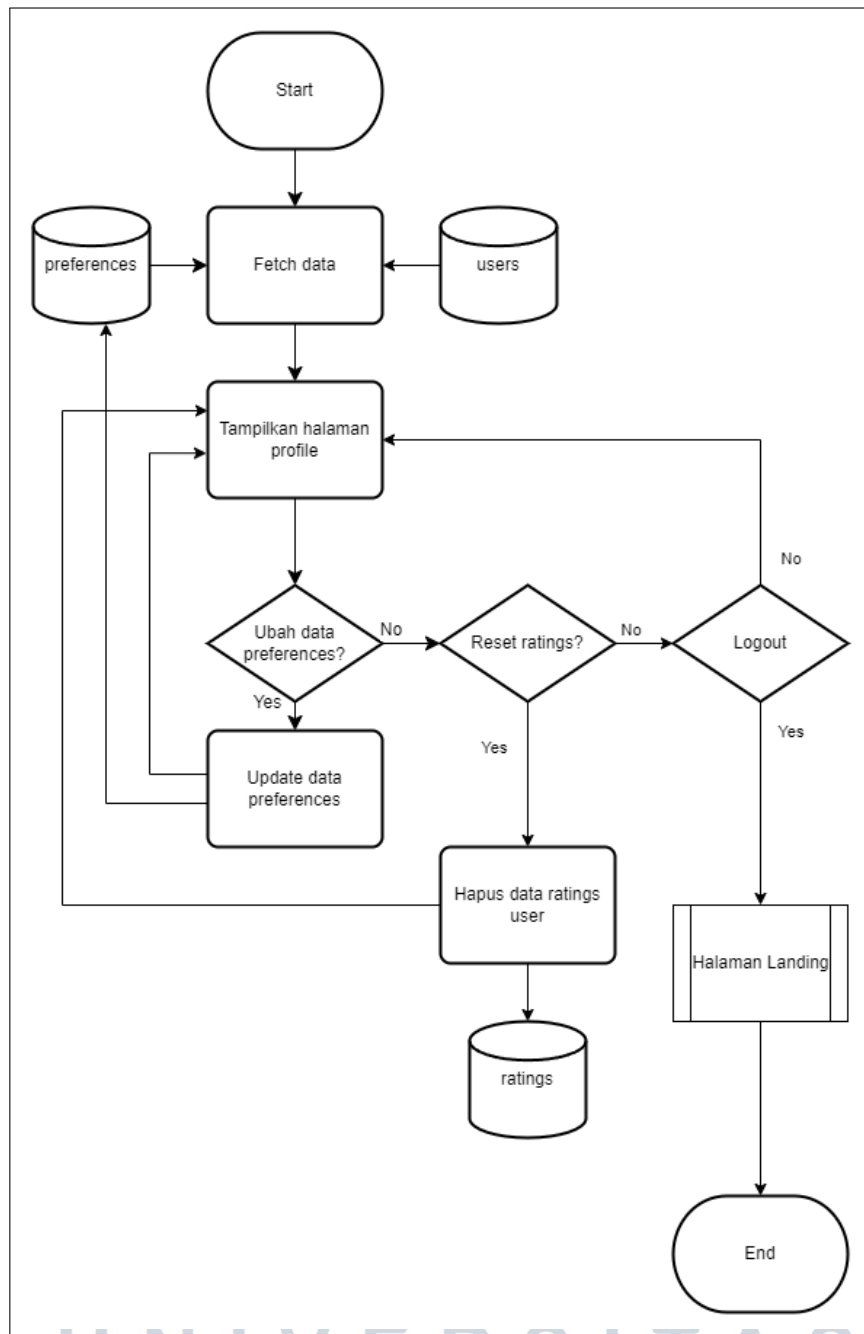 Start
preferences
Fetch data
users
Tampilkan halaman
profile
No
Ubah data
preferences?
No
Reset ratings?
No
Logout
Yes
Yes
Yes
Update data
preferences
Hapus data ratings
user
Halaman Landing
ratings
End
UNIVERSITAS